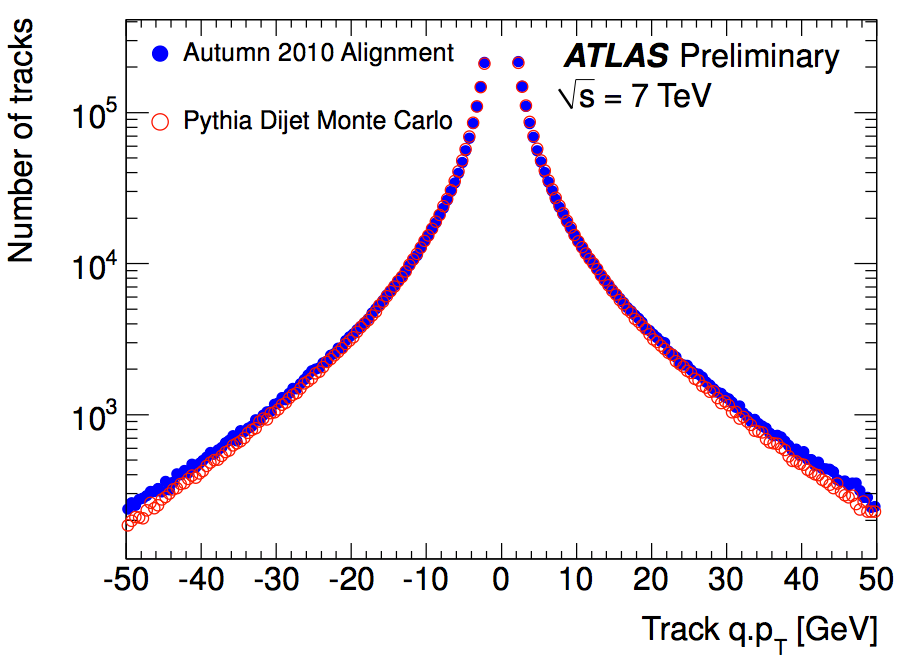 Number of tracks
10⁵
10⁴
10³
Autumn 2010 Alignment
Pythia Dijet Monte Carlo
ATLAS Preliminary
√s = 7 TeV
-50 -40 -30 -20 -10 0 10 20 30 40 50
Track q.p_T [GeV]